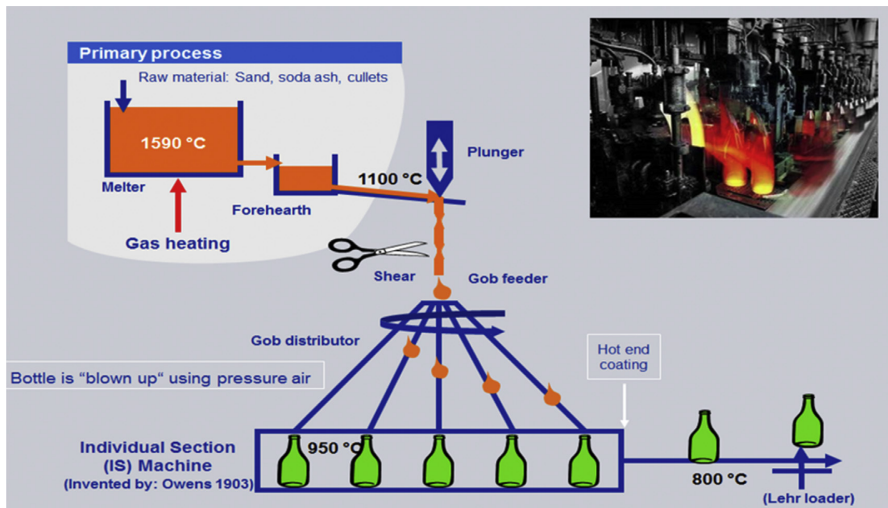 Primary process
Raw material: Sand, soda ash, cullets
1590 °C
Melter
Gas heating
Forehearth
1100 °C
Plunger
Shear
Gob feeder
Gob distributor
Hot end
coating
Bottle is "blown up" using pressure air
Individual Section
(IS) Machine
(Invented by: Owens 1903)
950 °C
800 °C
(Lehr loader)